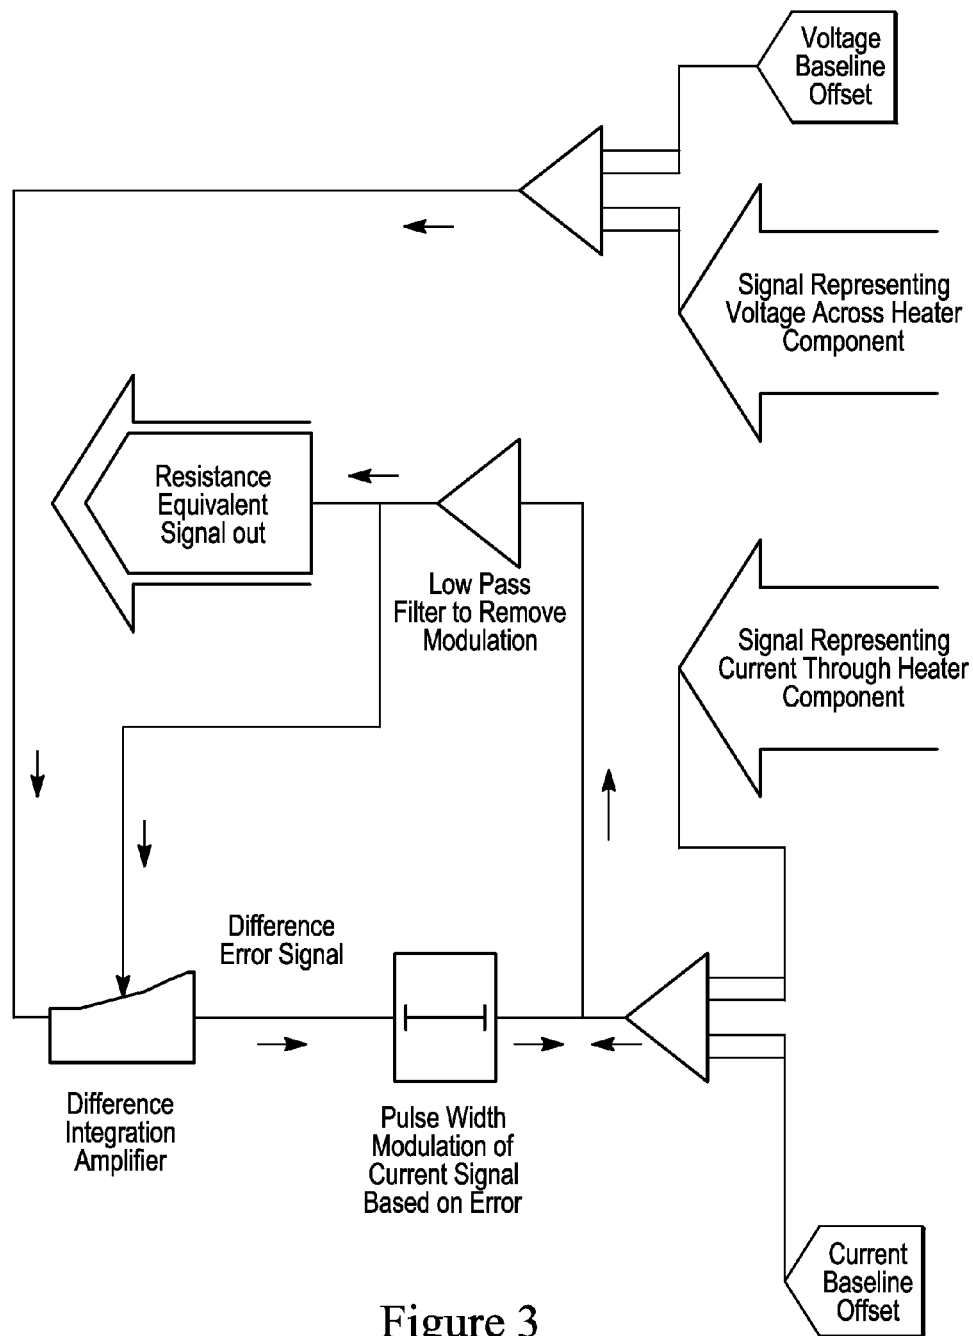 Voltage
Baseline
Offset
Signal Representing
Voltage Across Heater
Component
Resistance
Equivalent
Signal out
Low Pass
Filter to Remove
Modulation
Signal Representing
Current Through Heater
Component
Difference
Error Signal
Difference
Integration
Amplifier
Pulse Width
Modulation of
Current Signal
Based on Error
Current
Baseline
Offset
Figure 3